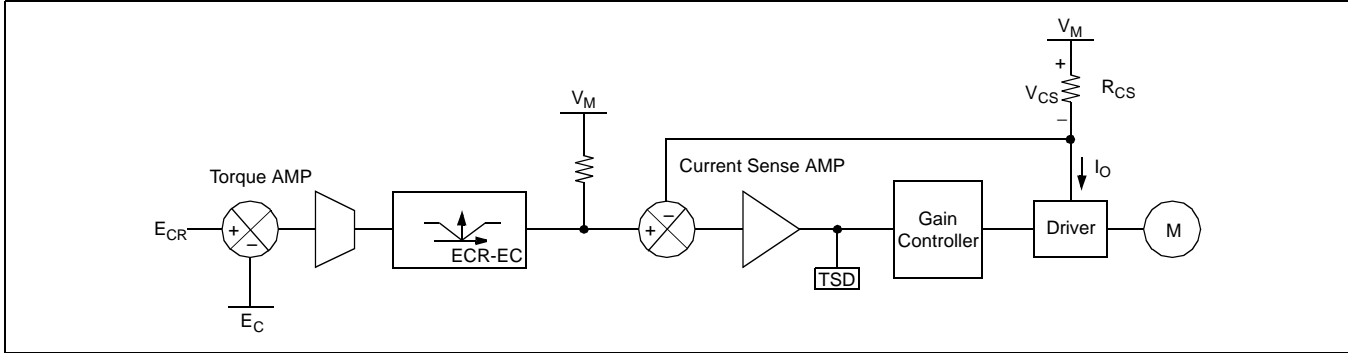 V_M
+
V_CS
R_CS
−
V_M
Torque AMP
Current Sense AMP
I_O
E_CR
+
−
ECR-EC
+
−
TSD
Gain
Controller
Driver
M
E_C